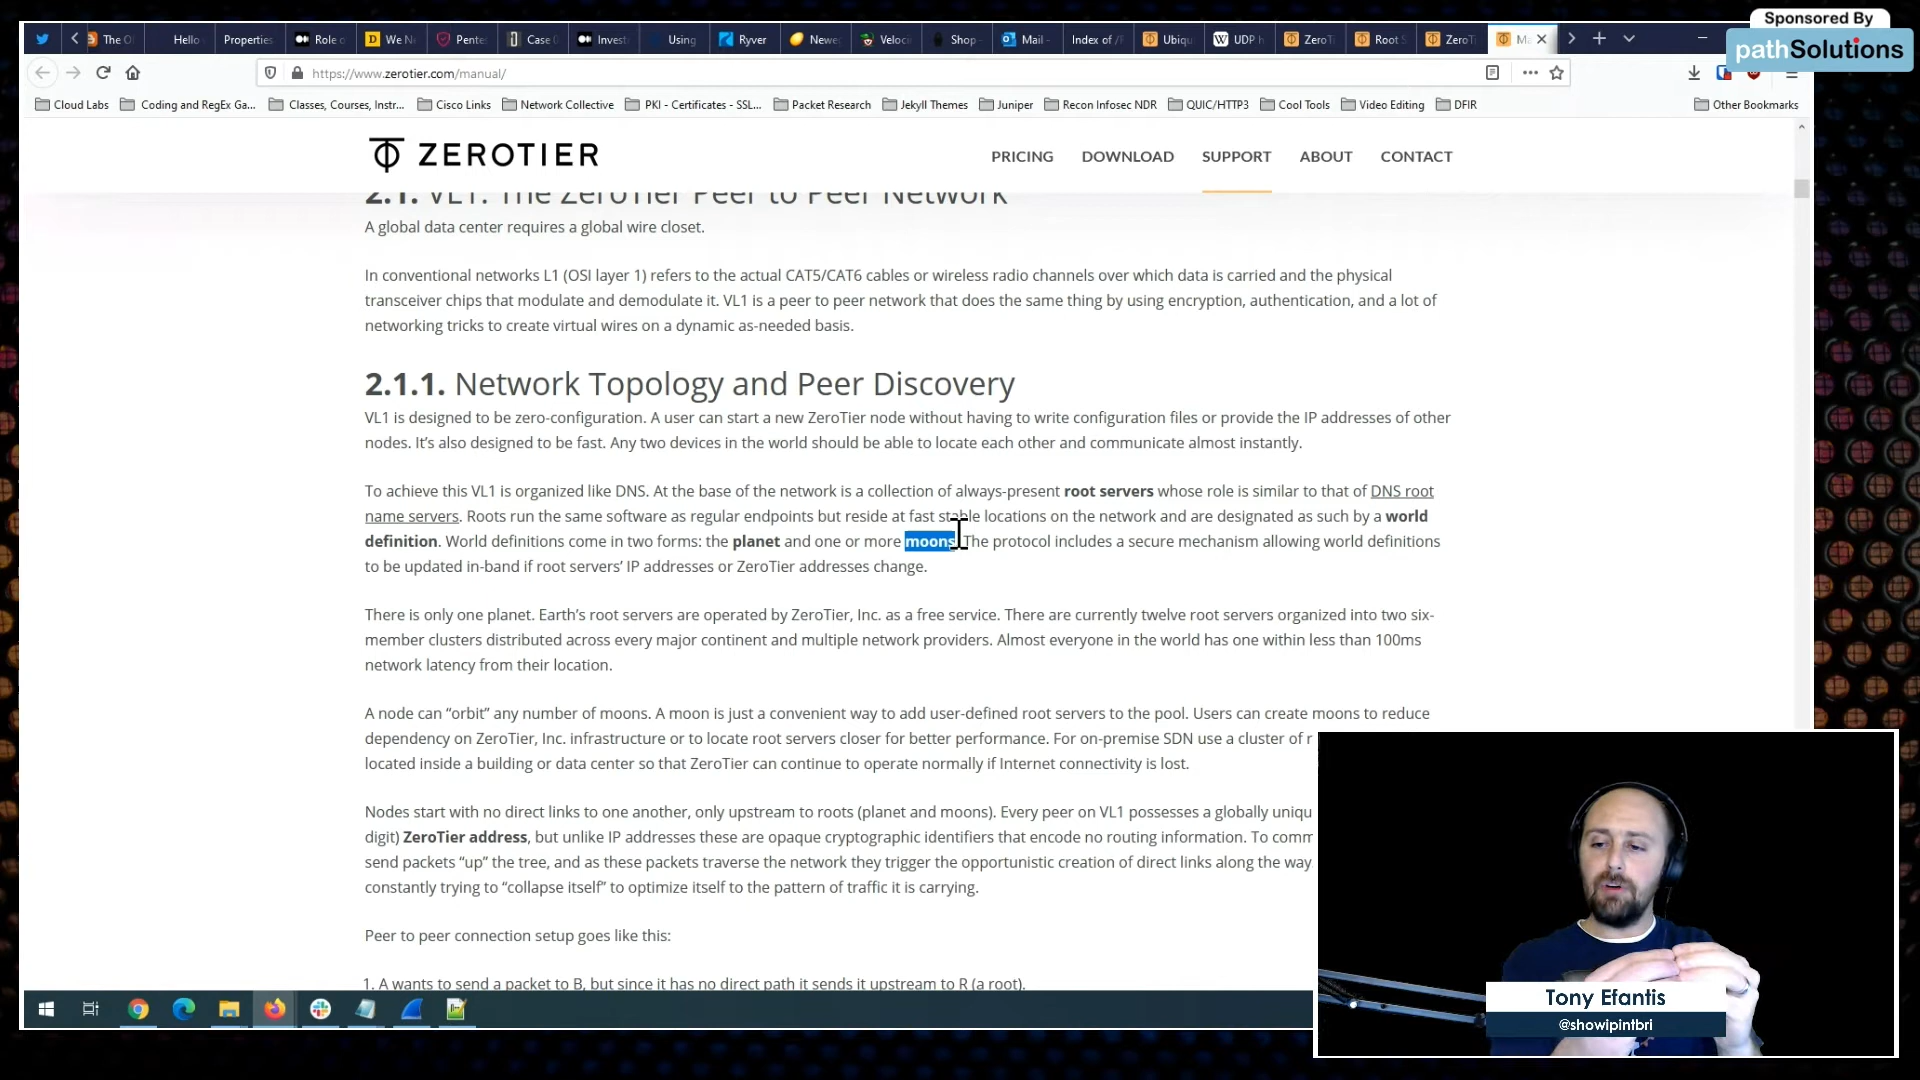 Sponsored By
pathSolutions
The O
Hello
Properties
Role o
We N
Pentes
Case
Invest
Using
Ryver
Newe
Veloci
Shop -
Mail -
Index of /
Ubiqu
UDP h
ZeroTi
Root S
ZeroTi
https://www.zerotier.com/manual/
Cloud Labs
Coding and RegEx Ga...
Classes, Courses, Instr...
Cisco Links
Network Collective
PKI - Certificates - SSL...
Packet Research
Jekyll Themes
Juniper
Recon Infosec NDR
QUIC/HTTP3
Cool Tools
Video Editing
DFIR
Other Bookmarks
ZEROTIER
PRICING
DOWNLOAD
SUPPORT
ABOUT
CONTACT
2.1. VL1: The ZeroTier Peer to Peer Network
A global data center requires a global wire closet.
In conventional networks L1 (OSI layer 1) refers to the actual CAT5/CAT6 cables or wireless radio channels over which data is carried and the physical
transceiver chips that modulate and demodulate it. VL1 is a peer to peer network that does the same thing by using encryption, authentication, and a lot of
networking tricks to create virtual wires on a dynamic as-needed basis.
2.1.1. Network Topology and Peer Discovery
VL1 is designed to be zero-configuration. A user can start a new ZeroTier node without having to write configuration files or provide the IP addresses of other
nodes. It’s also designed to be fast. Any two devices in the world should be able to locate each other and communicate almost instantly.
To achieve this VL1 is organized like DNS. At the base of the network is a collection of always-present root servers whose role is similar to that of DNS root
name servers. Roots run the same software as regular endpoints but reside at fast stable locations on the network and are designated as such by a world
definition. World definitions come in two forms: the planet and one or more moons. The protocol includes a secure mechanism allowing world definitions
to be updated in-band if root servers’ IP addresses or ZeroTier addresses change.
There is only one planet. Earth’s root servers are operated by ZeroTier, Inc. as a free service. There are currently twelve root servers organized into two six-
member clusters distributed across every major continent and multiple network providers. Almost everyone in the world has one within less than 100ms
network latency from their location.
A node can “orbit” any number of moons. A moon is just a convenient way to add user-defined root servers to the pool. Users can create moons to reduce
dependency on ZeroTier, Inc. infrastructure or to locate root servers closer for better performance. For on-premise SDN use a cluster of r
located inside a building or data center so that ZeroTier can continue to operate normally if Internet connectivity is lost.
Nodes start with no direct links to one another, only upstream to roots (planet and moons). Every peer on VL1 possesses a globally uniqu
digit) ZeroTier address, but unlike IP addresses these are opaque cryptographic identifiers that encode no routing information. To comm
send packets “up” the tree, and as these packets traverse the network they trigger the opportunistic creation of direct links along the way
constantly trying to “collapse itself” to optimize itself to the pattern of traffic it is carrying.
Peer to peer connection setup goes like this:
1. A wants to send a packet to B, but since it has no direct path it sends it upstream to R (a root).
Tony Efantis
@showipintbri